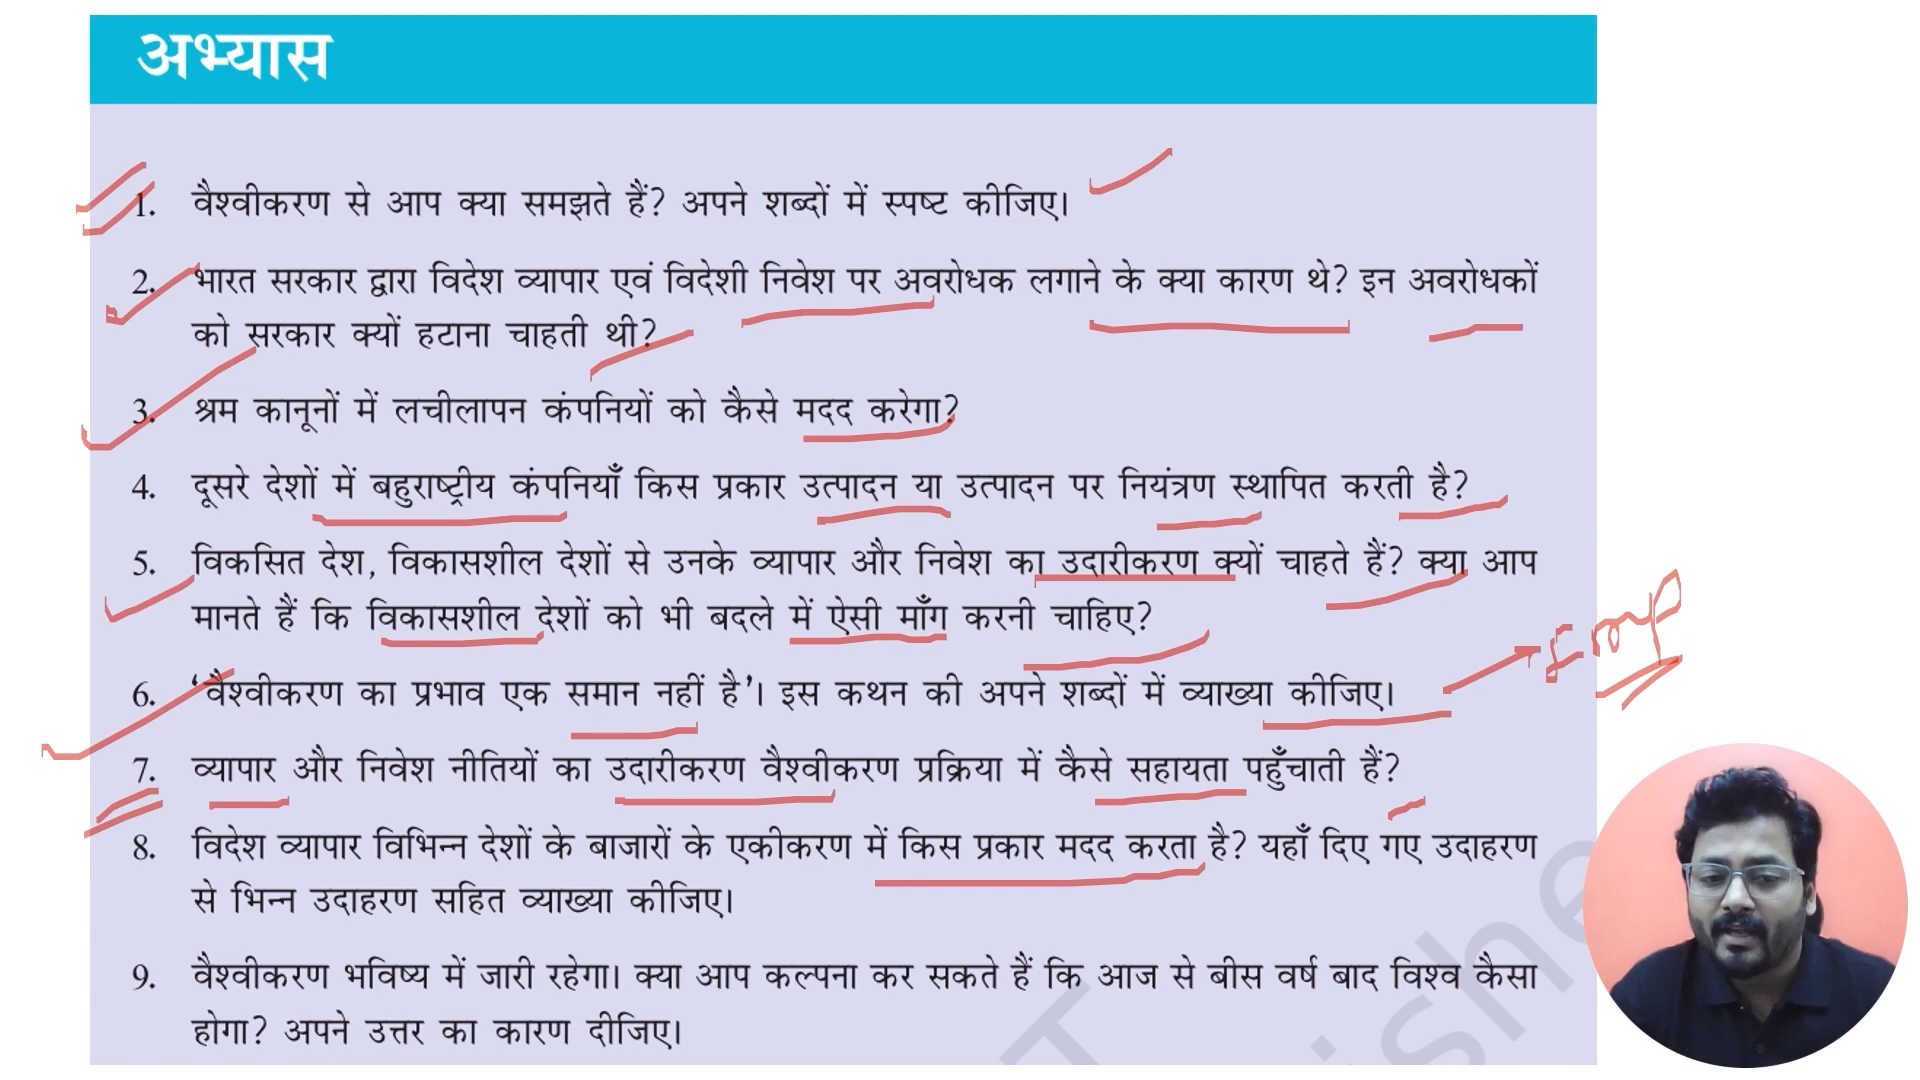 अभ्यास
1. वैश्वीकरण से आप क्या समझते हैं? अपने शब्दों में स्पष्ट कीजिए।
2. भारत सरकार द्वारा विदेश व्यापार एवं विदेशी निवेश पर अवरोधक लगाने के क्या कारण थे? इन अवरोधकों
को सरकार क्यों हटाना चाहती थी?
3. श्रम कानूनों में लचीलापन कंपनियों को कैसे मदद करेगा?
4. दूसरे देशों में बहुराष्ट्रीय कंपनियाँ किस प्रकार उत्पादन या उत्पादन पर नियंत्रण स्थापित करती है?
5. विकसित देश, विकासशील देशों से उनके व्यापार और निवेश का उदारीकरण क्यों चाहते हैं? क्या आप
मानते हैं कि विकासशील देशों को भी बदले में ऐसी माँग करनी चाहिए?
Imp
6. ‘वैश्वीकरण का प्रभाव एक समान नहीं है’। इस कथन की अपने शब्दों में व्याख्या कीजिए।
7. व्यापार और निवेश नीतियों का उदारीकरण वैश्वीकरण प्रक्रिया में कैसे सहायता पहुँचाती हैं?
8. विदेश व्यापार विभिन्न देशों के बाजारों के एकीकरण में किस प्रकार मदद करता है? यहाँ दिए गए उदाहरण
से भिन्न उदाहरण सहित व्याख्या कीजिए।
9. वैश्वीकरण भविष्य में जारी रहेगा। क्या आप कल्पना कर सकते हैं कि आज से बीस वर्ष बाद विश्व कैसा
होगा? अपने उत्तर का कारण दीजिए।